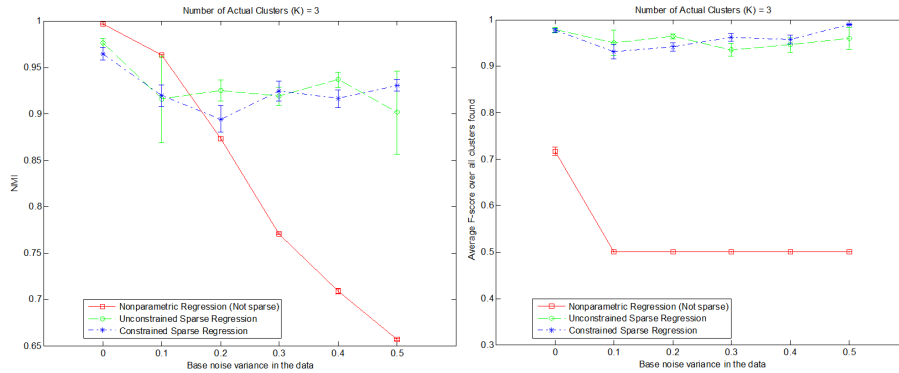 Number of Actual Clusters (K) = 3
1
0.95
0.9
0.85
0.8
0.75
0.7
0.65
NMI
Nonparametric Regression (Not sparse)
Unconstrained Sparse Regression
Constrained Sparse Regression
0 0.1 0.2 0.3 0.4 0.5
Base noise variance in the data
Number of Actual Clusters (K) = 3
1
0.9
0.8
0.7
0.6
0.5
0.4
0.3
Average F-score over all clusters found
Nonparametric Regression (Not sparse)
Unconstrained Sparse Regression
Constrained Sparse Regression
0 0.1 0.2 0.3 0.4 0.5
Base noise variance in the data